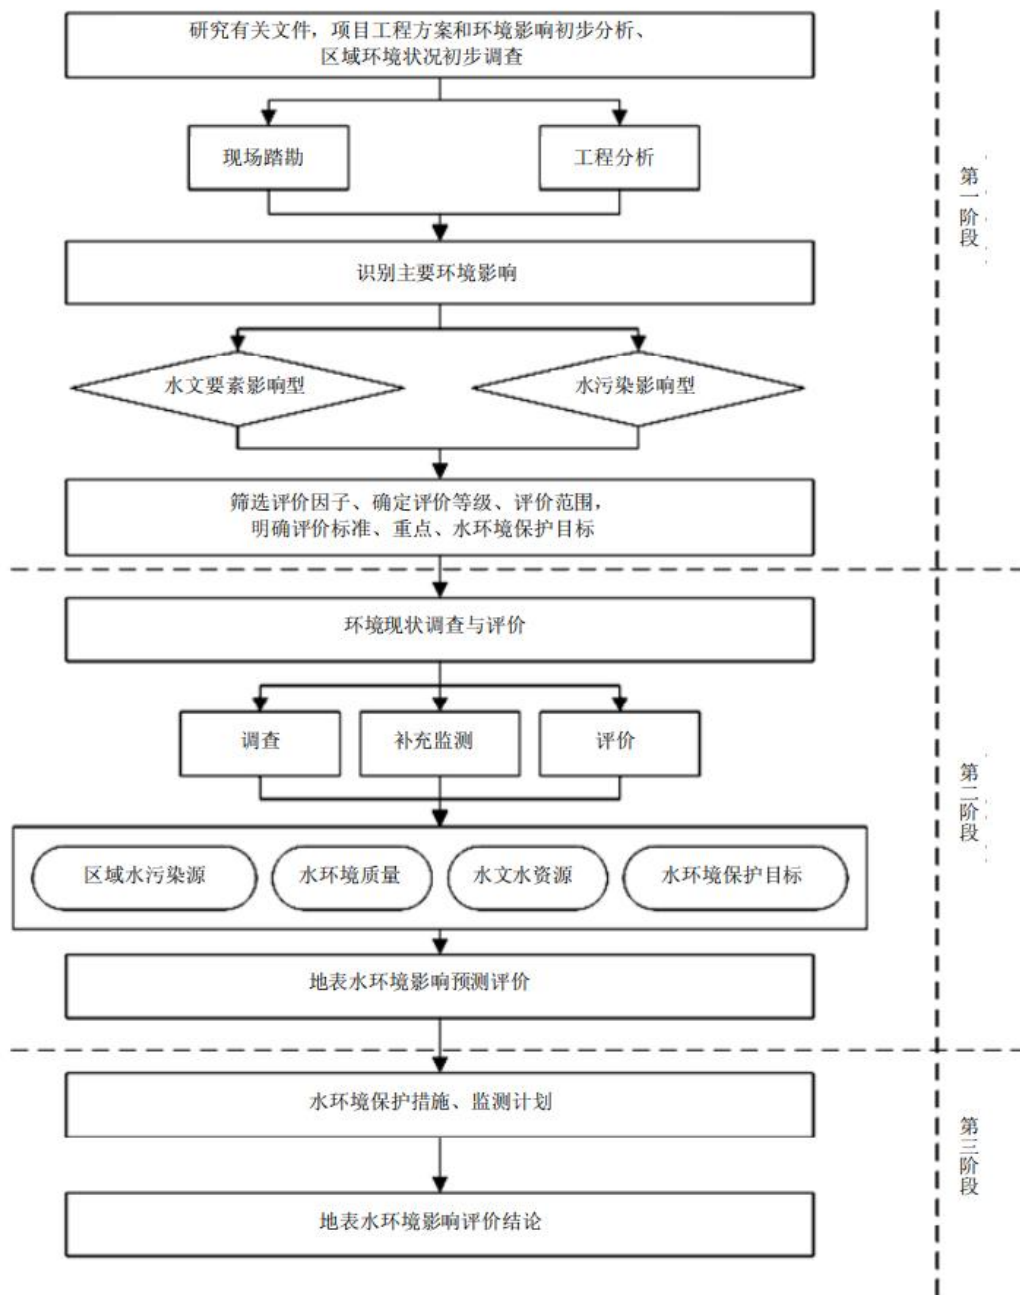 研究有关文件，项目工程方案和环境影响初步分析、
区域环境状况初步调查
现场踏勘
工程分析
第一阶段
识别主要环境影响
水文要素影响型
水污染影响型
筛选评价因子、确定评价等级、评价范围，
明确评价标准、重点、水环境保护目标
环境现状调查与评价
调查
补充监测
评价
第二阶段
区域水污染源
水环境质量
水文水资源
水环境保护目标
地表水环境影响预测评价
水环境保护措施、监测计划
第三阶段
地表水环境影响评价结论